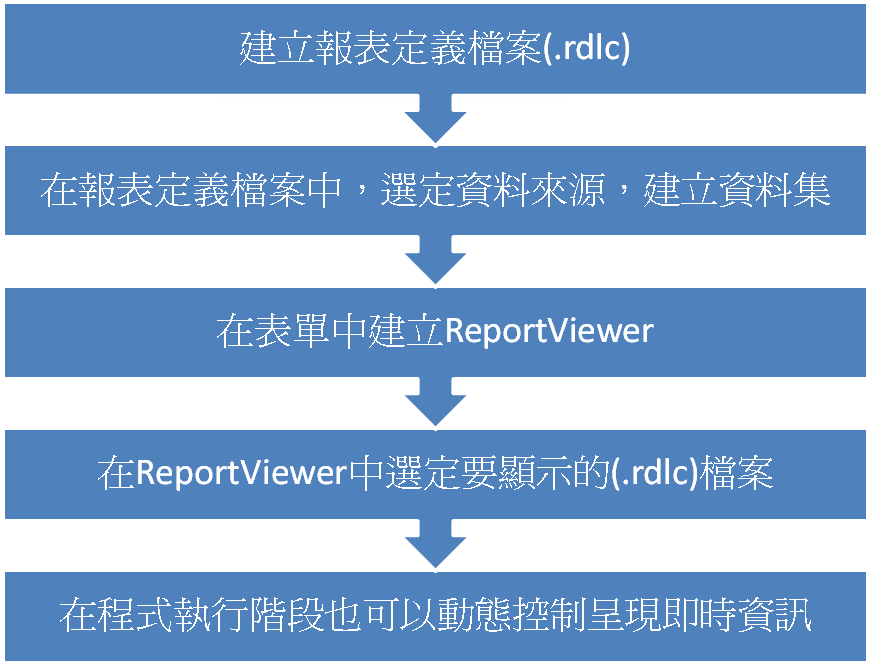 建立報表定義檔案(.rdlc)
在報表定義檔案中，選定資料來源，建立資料集
在表單中建立ReportViewer
在ReportViewer中選定要顯示的(.rdlc)檔案
在程式執行階段也可以動態控制呈現即時資訊